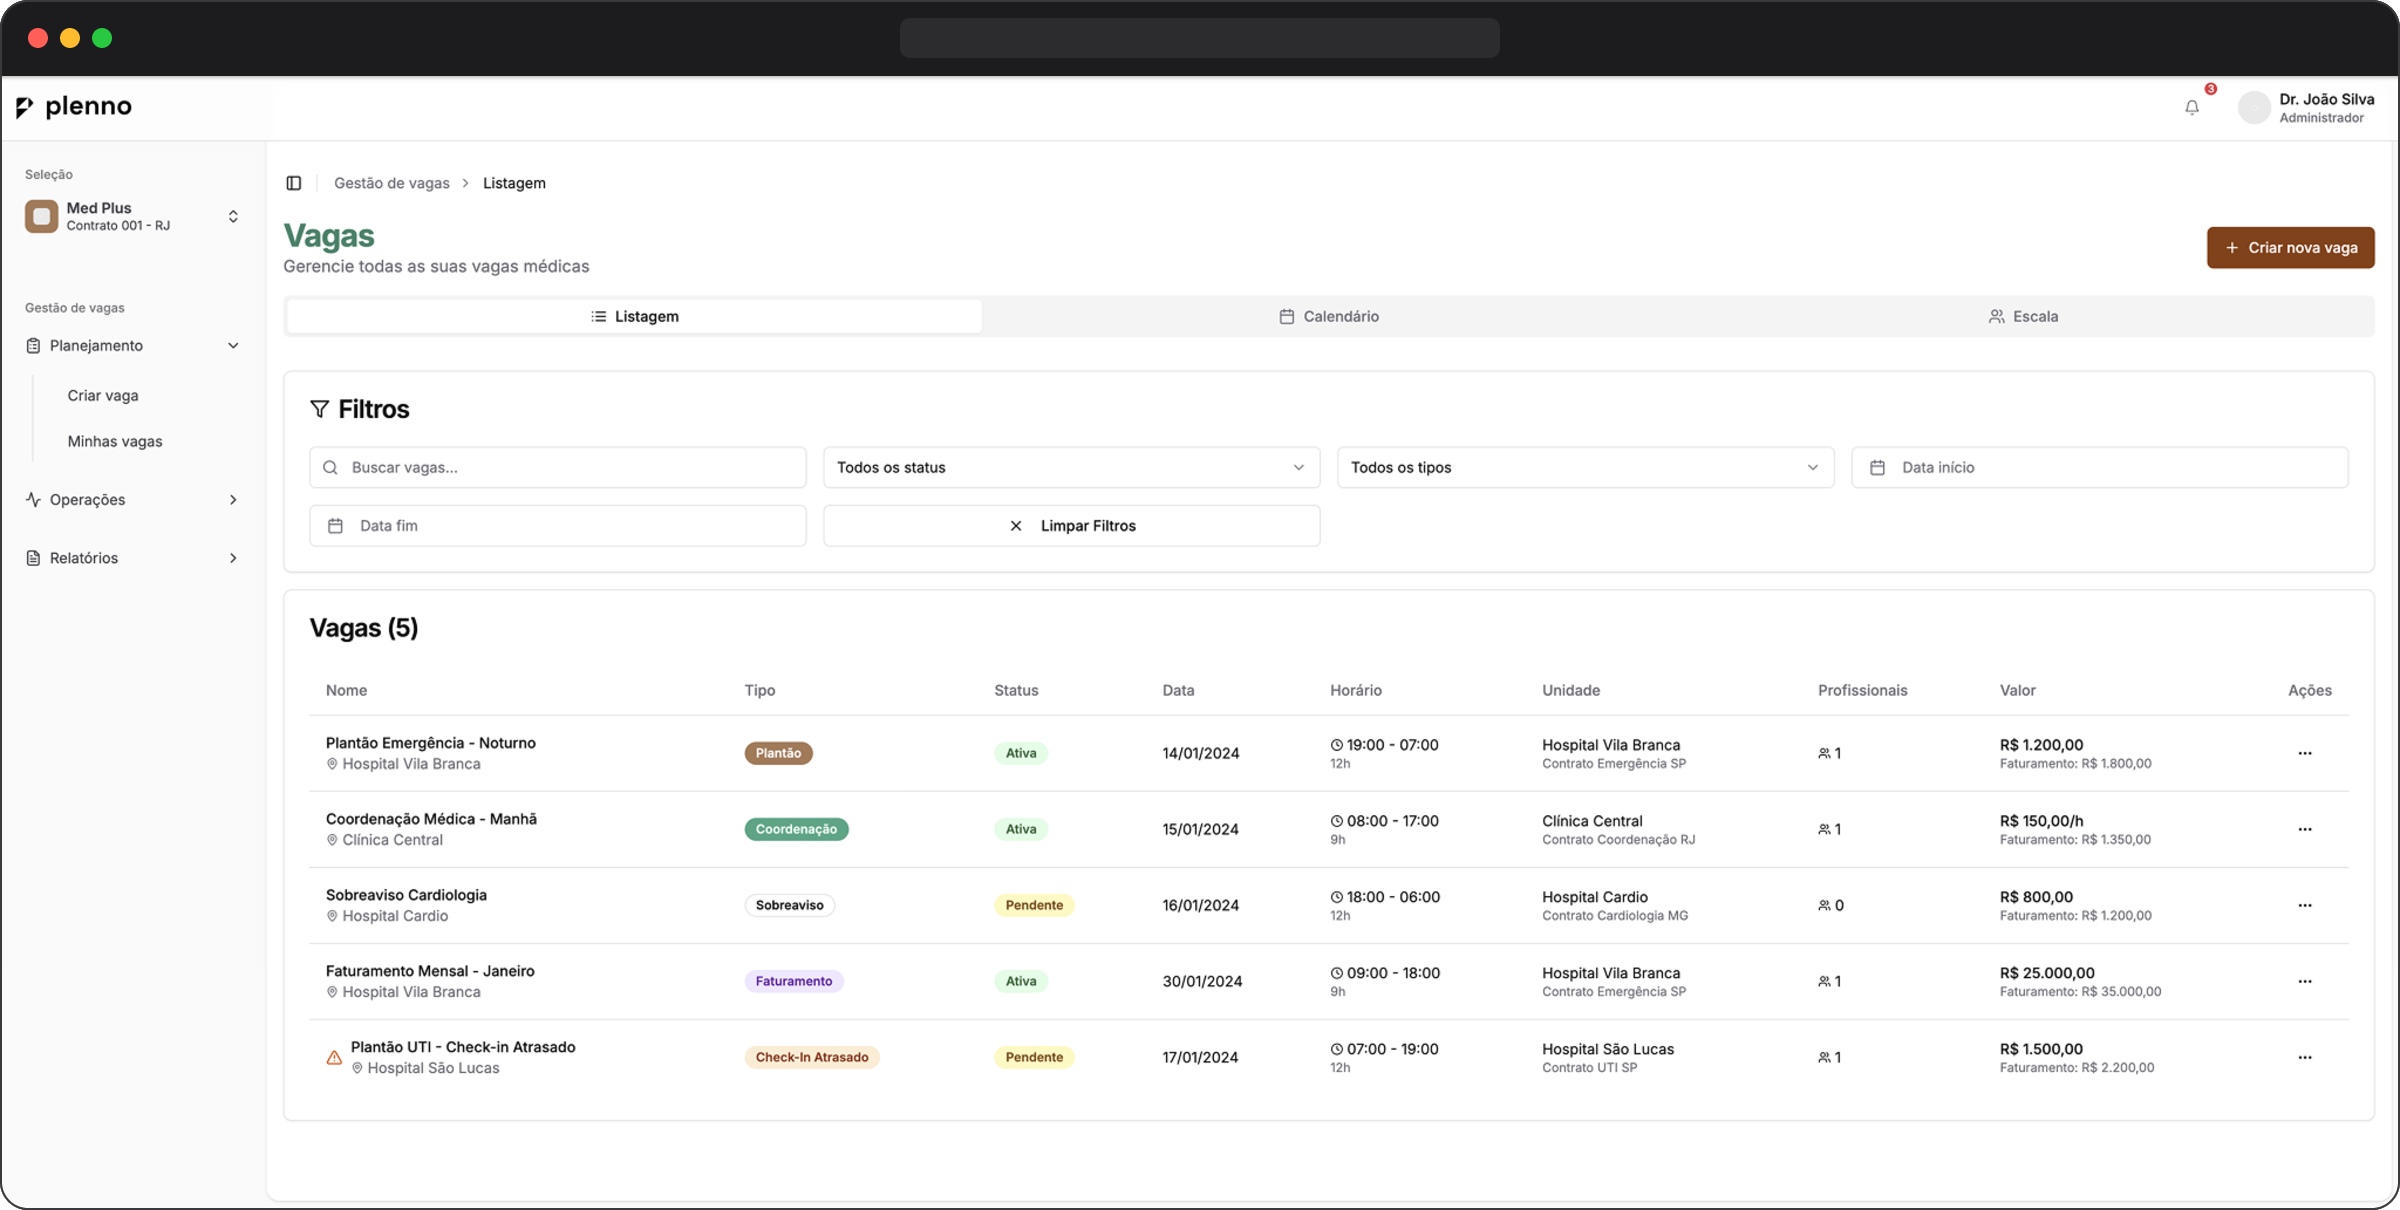 plenno
3
Dr. João Silva
Administrador
Seleção
Med Plus
Contrato 001 - RJ
Gestão de vagas
Planejamento
Criar vaga
Minhas vagas
Operações
Relatórios
Gestão de vagas > Listagem
Vagas
Gerencie todas as suas vagas médicas
+ Criar nova vaga
Listagem
Calendário
Escala
Filtros
Buscar vagas...
Todos os status
Todos os tipos
Data início
Data fim
Limpar Filtros
Vagas (5)
Nome Tipo Status Data Horário Unidade Profissionais Valor Ações
Plantão Emergência - Noturno
Hospital Vila Branca
Plantão
Ativa
14/01/2024
19:00 - 07:00
12h
Hospital Vila Branca
Contrato Emergência SP
1
R$ 1.200,00
Faturamento: R$ 1.800,00
...
Coordenação Médica - Manhã
Clínica Central
Coordenação
Ativa
15/01/2024
08:00 - 17:00
9h
Clínica Central
Contrato Coordenação RJ
1
R$ 150,00/h
Faturamento: R$ 1.350,00
...
Sobreaviso Cardiologia
Hospital Cardio
Sobreaviso
Pendente
16/01/2024
18:00 - 06:00
12h
Hospital Cardio
Contrato Cardiologia MG
0
R$ 800,00
Faturamento: R$ 1.200,00
...
Faturamento Mensal - Janeiro
Hospital Vila Branca
Faturamento
Ativa
30/01/2024
09:00 - 18:00
9h
Hospital Vila Branca
Contrato Emergência SP
1
R$ 25.000,00
Faturamento: R$ 35.000,00
...
Plantão UTI - Check-in Atrasado
Hospital São Lucas
Check-In Atrasado
Pendente
17/01/2024
07:00 - 19:00
12h
Hospital São Lucas
Contrato UTI SP
1
R$ 1.500,00
Faturamento: R$ 2.200,00
...